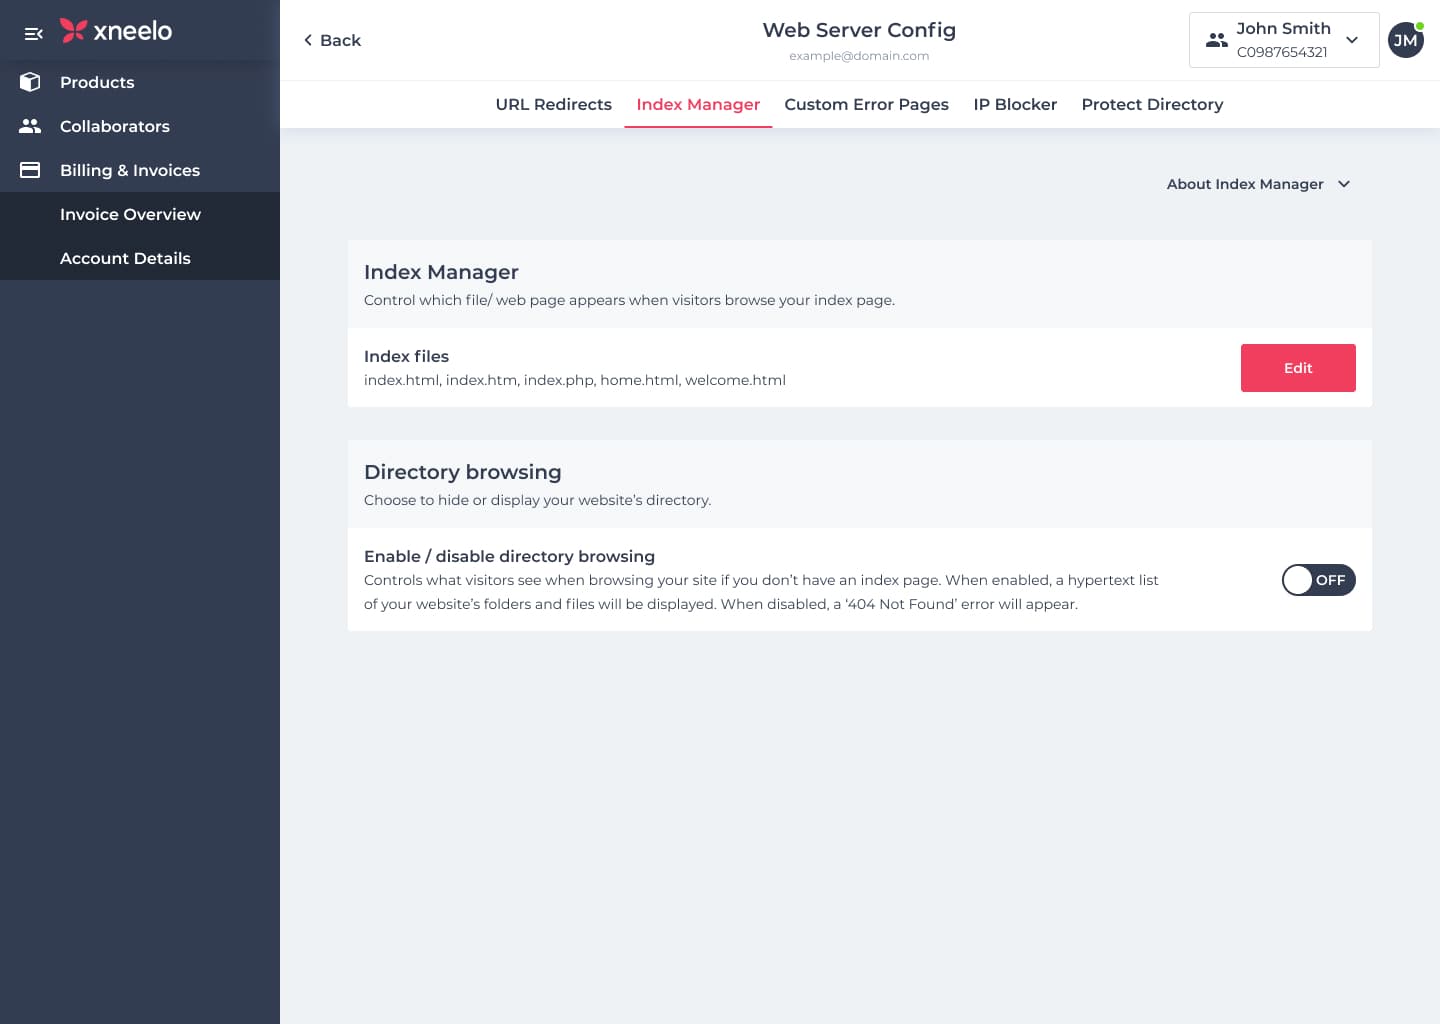 xneelo
Products
Collaborators
Billing & Invoices
Invoice Overview
Account Details
Back
Web Server Config
example@domain.com
John Smith
C0987654321
JM
URL Redirects
Index Manager
Custom Error Pages
IP Blocker
Protect Directory
About Index Manager
Index Manager
Control which file/ web page appears when visitors browse your index page.
Index files
index.html, index.htm, index.php, home.html, welcome.html
Edit
Directory browsing
Choose to hide or display your website’s directory.
Enable / disable directory browsing
Controls what visitors see when browsing your site if you don’t have an index page. When enabled, a hypertext list
of your website’s folders and files will be displayed. When disabled, a ‘404 Not Found’ error will appear.
OFF